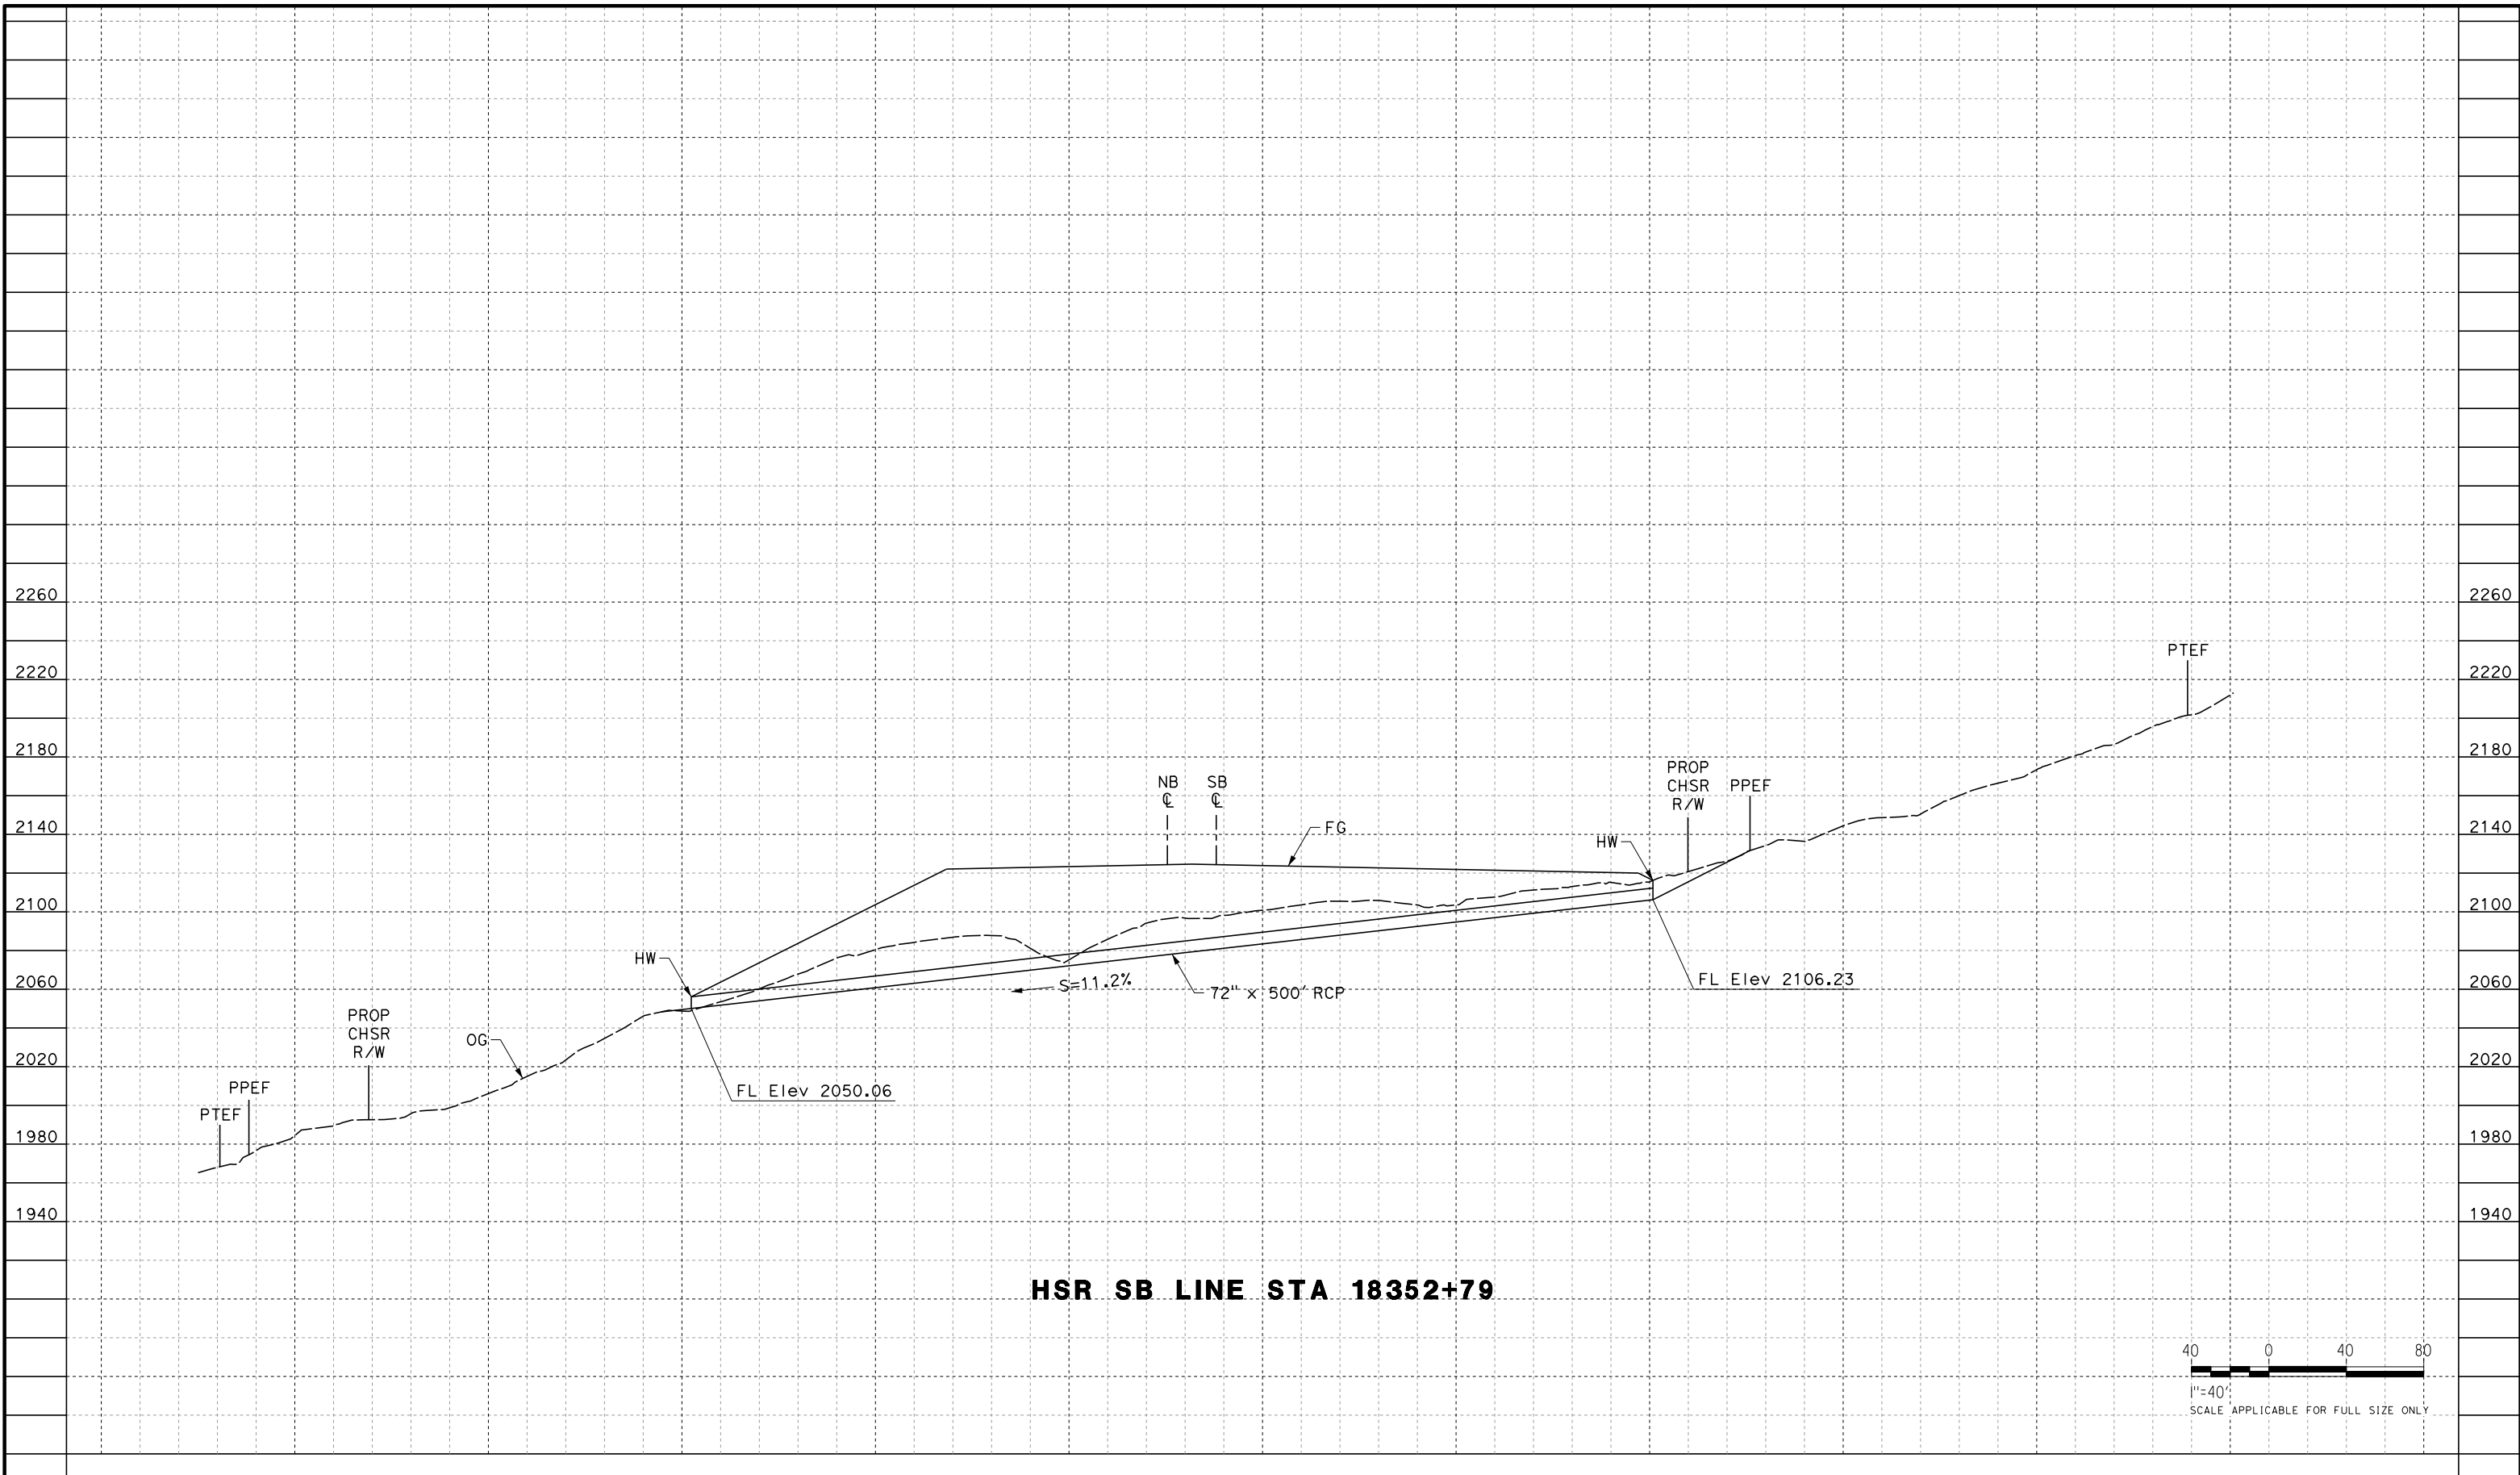 2260
2260
PTEF
2220
2220
2180
2180
NB
℄
SB
℄
PROP
CHSR
R/W
PPEF
2140
2140
FG
HW
2100
2100
HW
FL Elev 2106.23
S=11.2%
72" x 500' RCP
2060
2060
PROP
CHSR
R/W
OG
2020
2020
PPEF
FL Elev 2050.06
PTEF
1980
1980
1940
1940
HSR SB LINE STA 18352+79
40 0 40 80
1"=40'
SCALE APPLICABLE FOR FULL SIZE ONLY